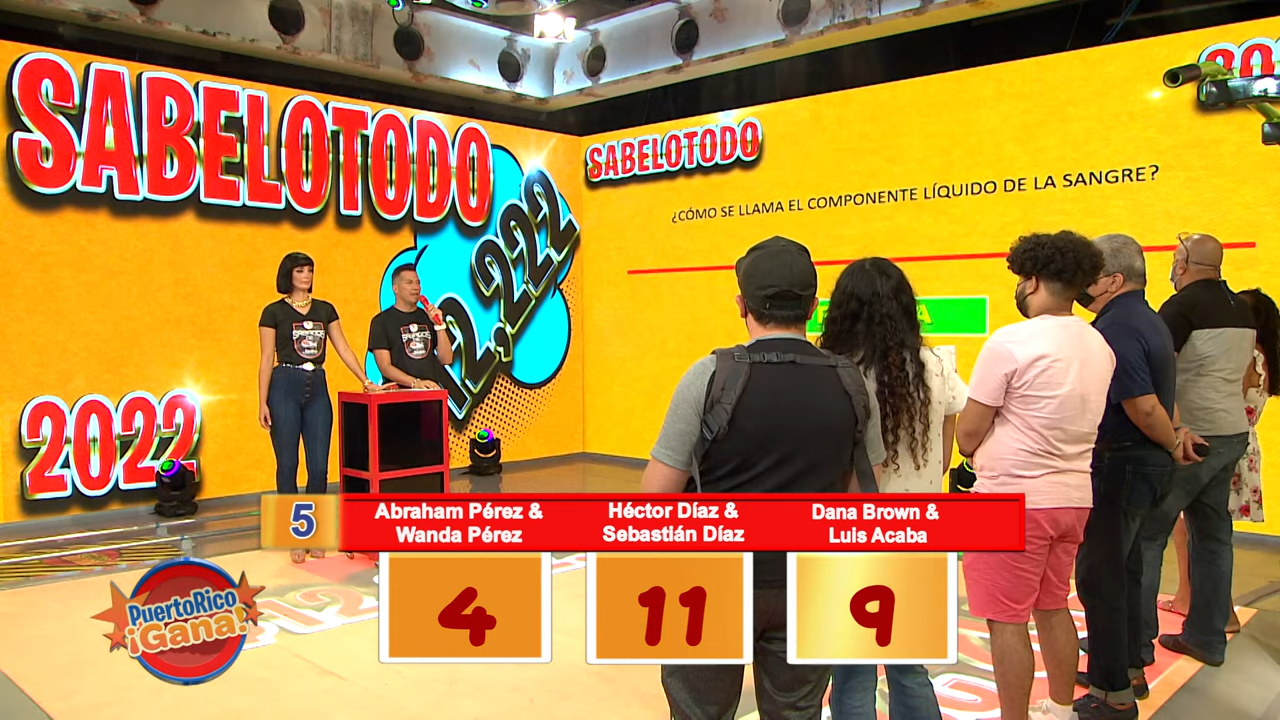 SABELOTODO
12,222
2022
SABELOTODO
¿CÓMO SE LLAMA EL COMPONENTE LÍQUIDO DE LA SANGRE?
5
Abraham Pérez &
Wanda Pérez
Héctor Díaz &
Sebastián Díaz
Dana Brown &
Luis Acaba
4
11
9
PuertoRico
¡Gana!